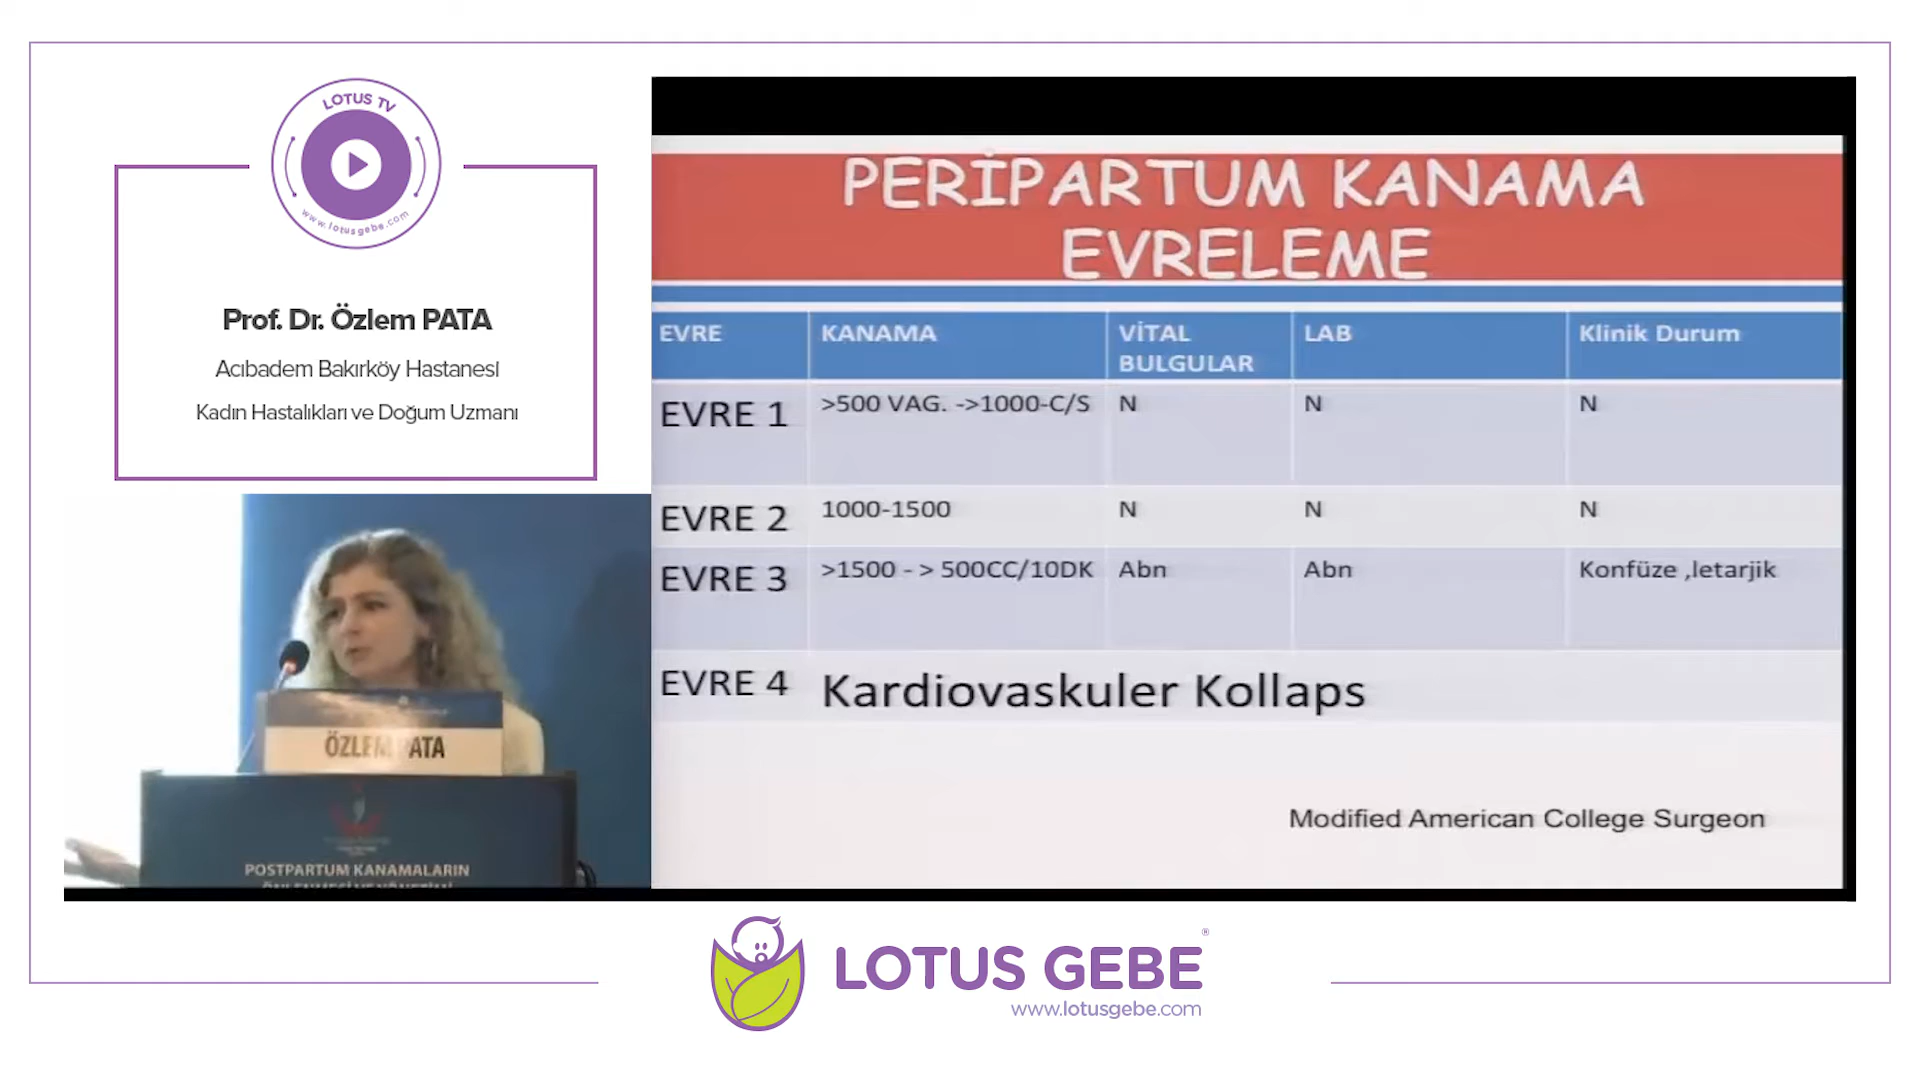 LOTUS TV
www.lotusgebe.com
Prof. Dr. Özlem PATA
Acıbadem Bakırköy Hastanesi
Kadın Hastalıkları ve Doğum Uzmanı
PERİPARTUM KANAMA
EVRELEME
EVRE KANAMA VİTAL BULGULAR LAB Klinik Durum
EVRE 1 >500 VAG. ->1000-C/S N N N
EVRE 2 1000-1500 N N N
EVRE 3 >1500 - > 500CC/10DK Abn Abn Konfüze ,letarjik
EVRE 4 Kardiovaskuler Kollaps
Modified American College Surgeon
ÖZLEM PATA
POSTPARTUM KANAMALARIN
LOTUS GEBE®
www.lotusgebe.com